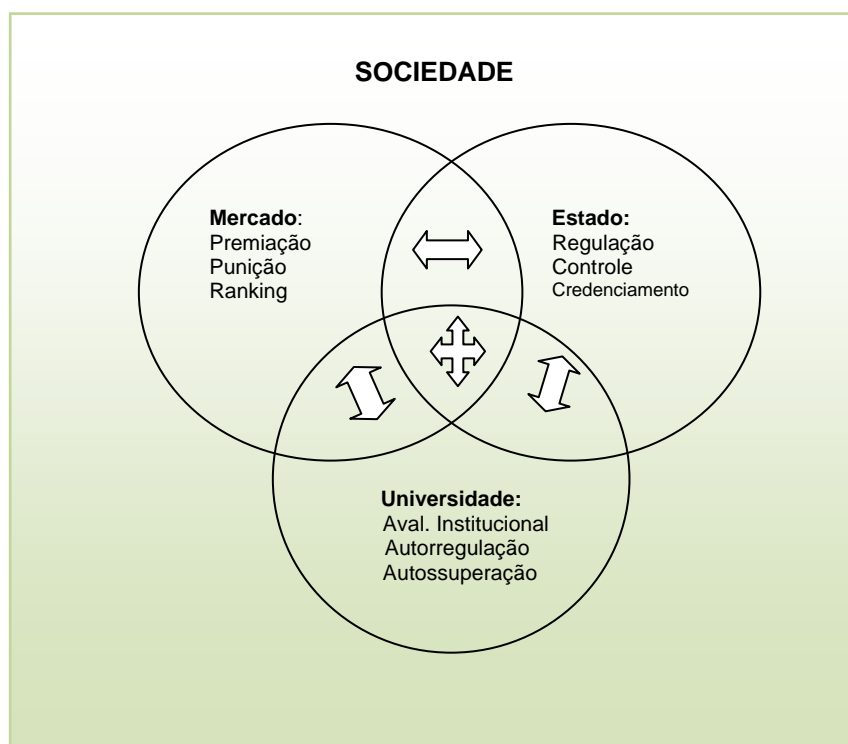 SOCIEDADE
Mercado:
Premiação
Punição
Ranking
Estado:
Regulação
Controle
Credenciamento
Universidade:
Aval. Institucional
Autorregulação
Autossuperação